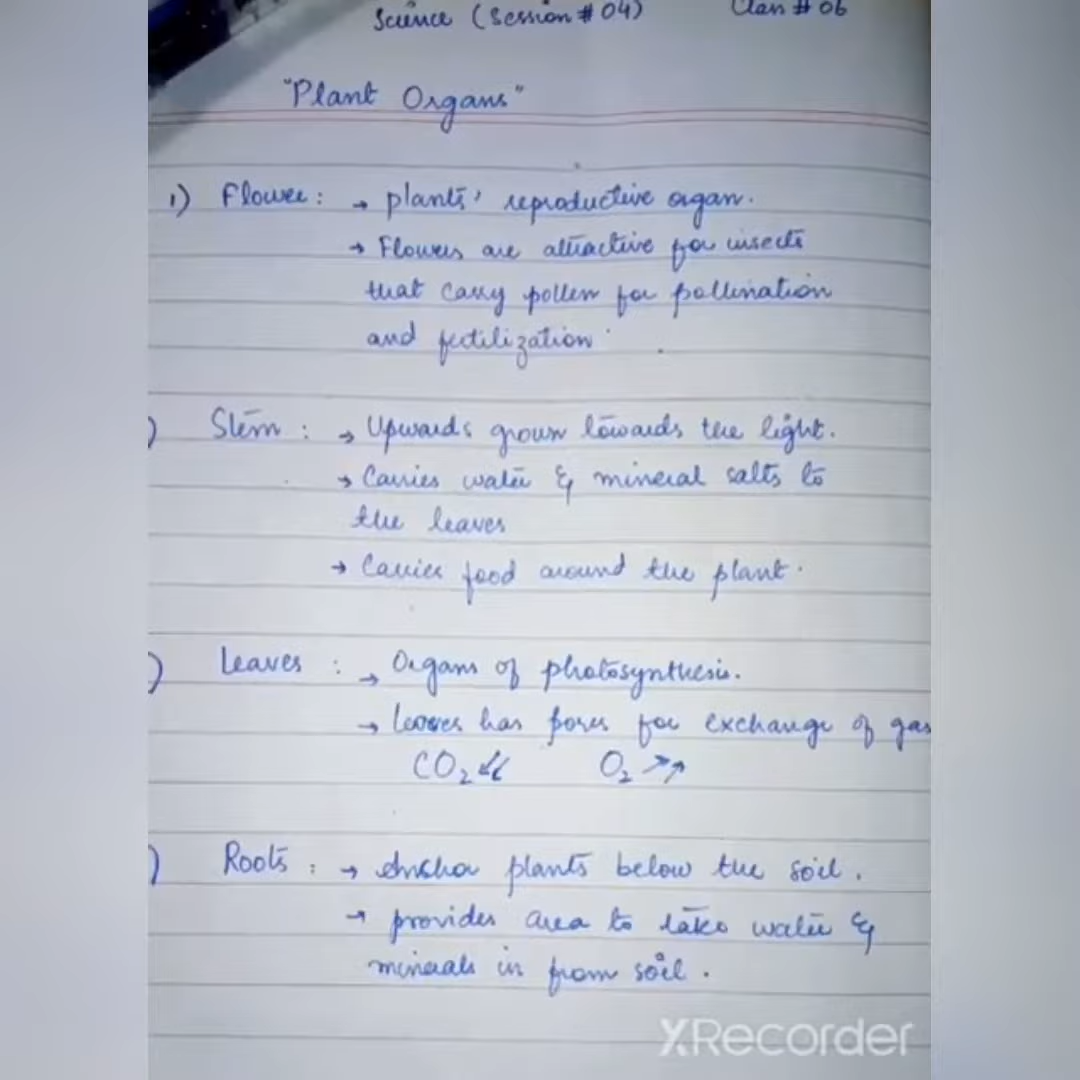 Science (Session # 04) Class # 06
"Plant Organs"
1) Flower : → plants' reproductive organ.
→ Flowers are attractive for insects
that carry pollen for pollination
and fertilization
) Stem : → Upwards grown towards the light.
→ Carries water & mineral salts to
the leaves
→ Carries food around the plant.
) Leaves : → Organs of photosynthesis.
→ leaves has pores for exchange of gas
CO2 ↙↙ O2 ↗↗
) Roots : → Anchor plants below the soil.
→ provides area to take water &
minerals in from soil.
XRecorder